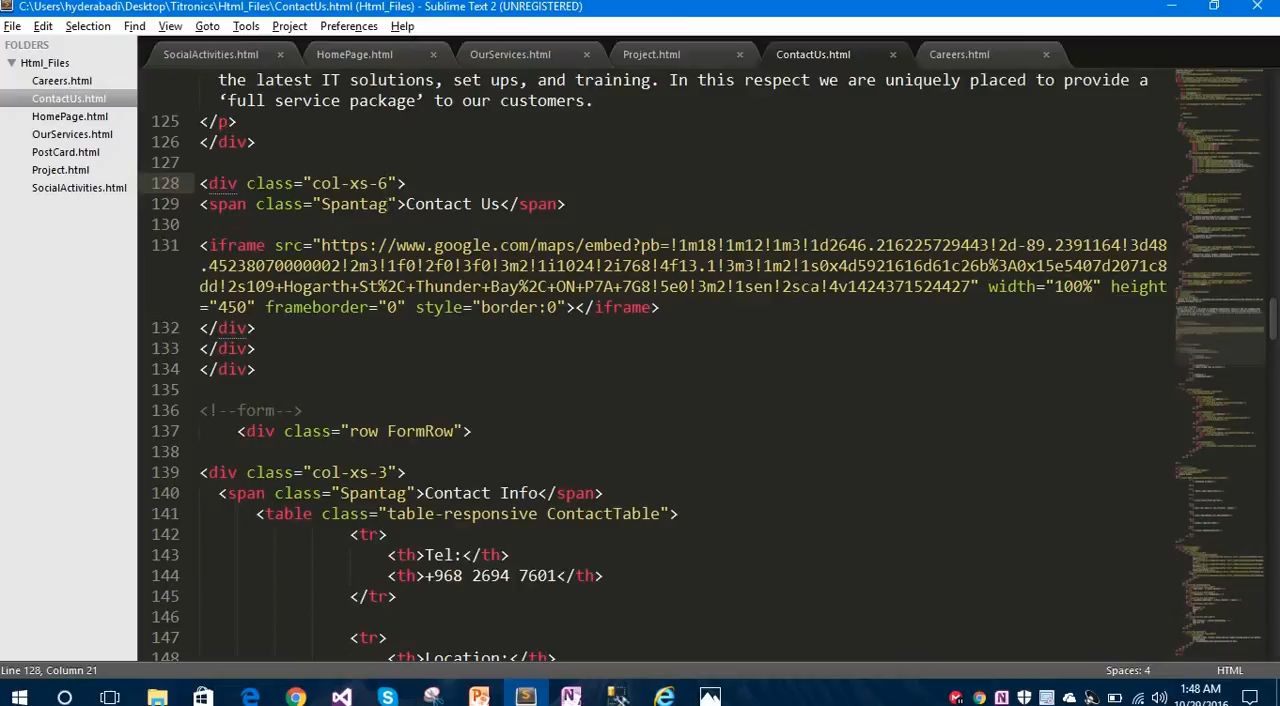 C:\Users\hyderabadi\Desktop\Titronics\Html_Files\ContactUs.html (Html_Files) - Sublime Text 2 (UNREGISTERED)
File Edit Selection Find View Goto Tools Project Preferences Help
FOLDERS
Html_Files
Careers.html
ContactUs.html
HomePage.html
OurServices.html
PostCard.html
Project.html
SocialActivities.html
SocialActivities.html × HomePage.html × OurServices.html × Project.html × ContactUs.html × Careers.html ×
the latest IT solutions, set ups, and training. In this respect we are uniquely placed to provide a
‘full service package’ to our customers.
125 </p>
126 </div>
127
128 <div class="col-xs-6">
129 <span class="Spantag">Contact Us</span>
130
131 <iframe src="https://www.google.com/maps/embed?pb=!1m18!1m12!1m3!1d2646.216225729443!2d-89.2391164!3d48
.45238070000002!2m3!1f0!2f0!3f0!3m2!1i1024!2i768!4f13.1!3m3!1m2!1s0x4d5921616d61c26b%3A0x15e5407d2071c8
dd!2s109+Hogarth+St%2C+Thunder+Bay%2C+ON+P7A+7G8!5e0!3m2!1sen!2sca!4v1424371524427" width="100%" height
="450" frameborder="0" style="border:0"></iframe>
132 </div>
133 </div>
134 </div>
135
136 <!--form-->
137 <div class="row FormRow">
138
139 <div class="col-xs-3">
140 <span class="Spantag">Contact Info</span>
141 <table class="table-responsive ContactTable">
142 <tr>
143 <th>Tel:</th>
144 <th>+968 2694 7601</th>
145 </tr>
146
147 <tr>
148 <th>Location:</th>
Line 128, Column 21
Spaces: 4 HTML
1:48 AM
10/29/2016